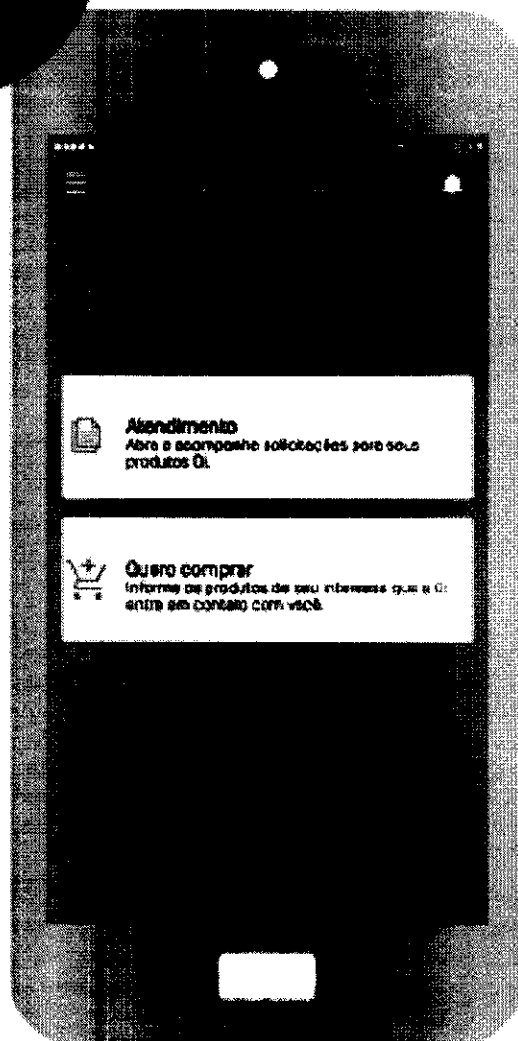 Atendimento
Abra e acompanhe solicitações para seus
produtos Oi.
Quero comprar
Informe os produtos de seu interesse que a Oi
entra em contato com você.